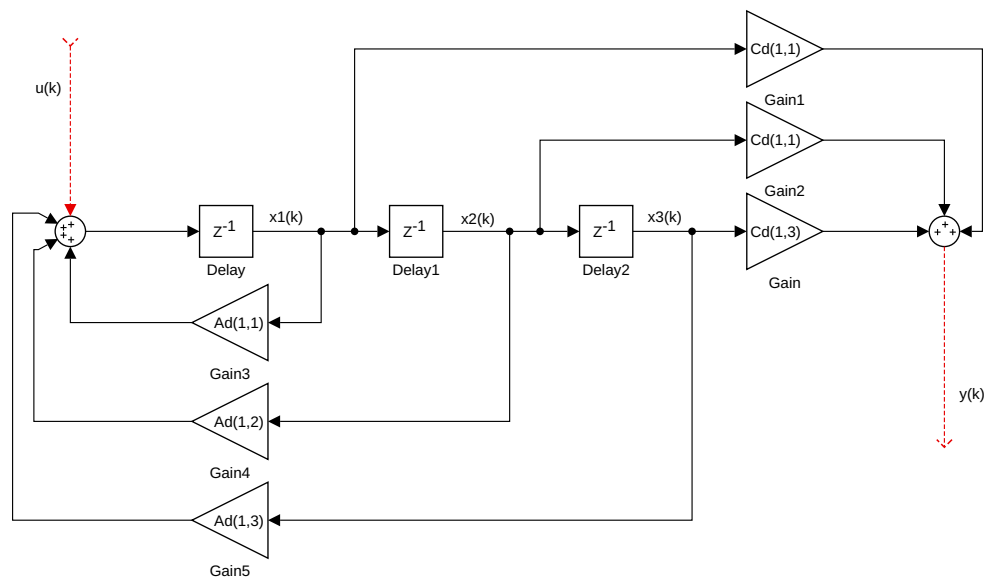 Cd(1,1)
u(k)
Gain1
Cd(1,1)
Gain2
x1(k)
x2(k)
x3(k)
+
+
+
+
Z-1
Z-1
Z-1
Cd(1,3)
+
+
+
Delay
Delay1
Delay2
Gain
Ad(1,1)
Gain3
y(k)
Ad(1,2)
Gain4
Ad(1,3)
Gain5